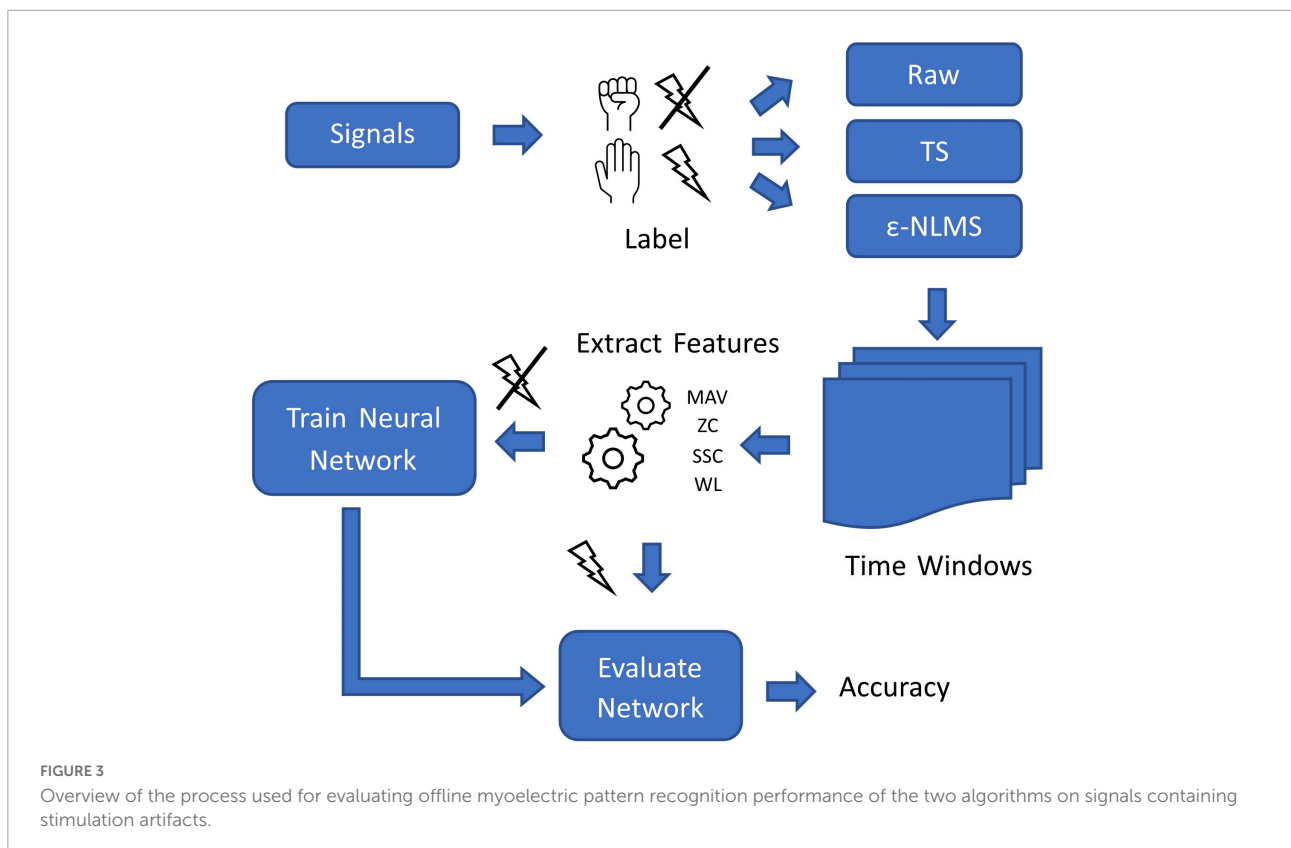 Signals
Label
Raw
TS
ε-NLMS
Extract Features
MAV
ZC
SSC
WL
Time Windows
Train Neural
Network
Evaluate
Network
Accuracy
FIGURE 3
Overview of the process used for evaluating offline myoelectric pattern recognition performance of the two algorithms on signals containing
stimulation artifacts.